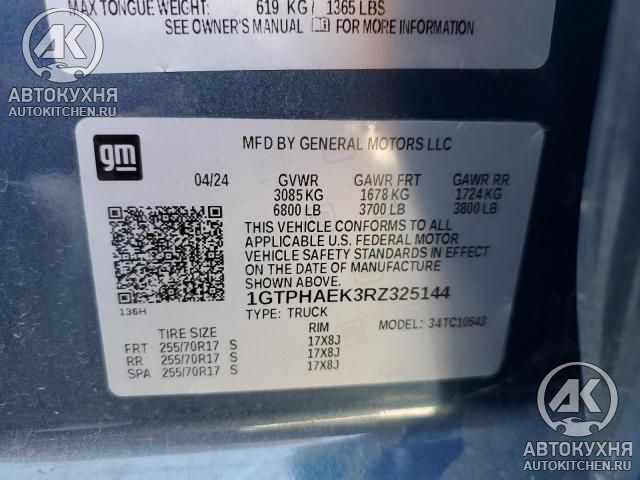 MAX TONGUE WEIGHT: 619 KG / 1365 LBS
SEE OWNER'S MANUAL FOR MORE INFORMATION
AK
АВТОКУХНЯ
AUTOKITCHEN.RU
gm
MFD BY GENERAL MOTORS LLC
04/24 GVWR GAWR FRT GAWR RR
3085 KG 1678 KG 1724 KG
6800 LB 3700 LB 3800 LB
THIS VEHICLE CONFORMS TO ALL
APPLICABLE U.S. FEDERAL MOTOR
VEHICLE SAFETY STANDARDS IN EFFECT
ON THE DATE OF MANUFACTURE
SHOWN ABOVE.
1GTPHAEK3RZ325144
TYPE: TRUCK MODEL: 34TC10543
136H
TIRE SIZE RIM
FRT 255/70R17 S 17X8J
RR 255/70R17 S 17X8J
SPA 255/70R17 S 17X8J
AK
АВТОКУХНЯ
AUTOKITCHEN.RU